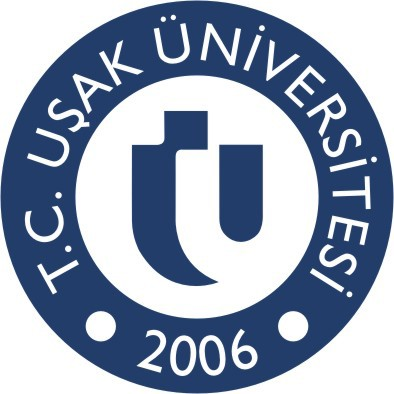 T.C. UŞAK ÜNİVERSİTESİ
2006